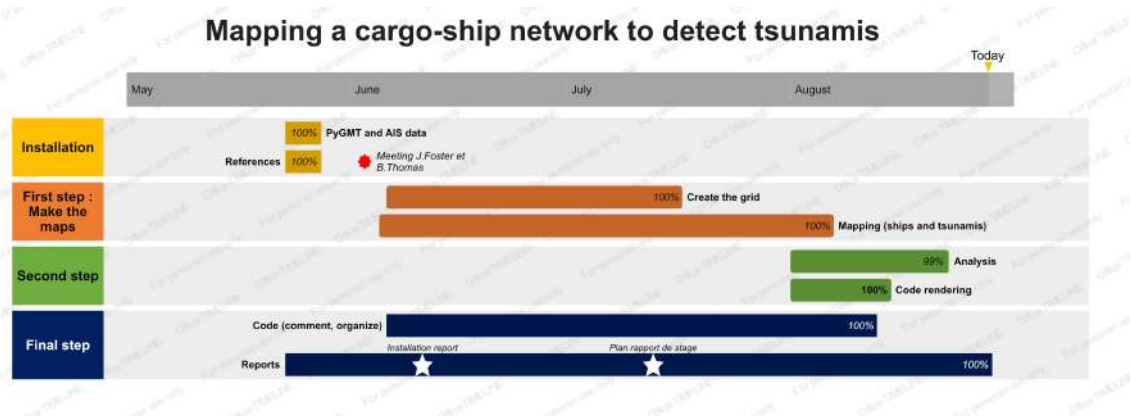 Mapping a cargo-ship network to detect tsunamis
Today
May June July August
Installation
100% PyGMT and AIS data
References 100%
Meeting J.Foster et
B.Thomas
First step :
Make the
maps
100% Create the grid
100% Mapping (ships and tsunamis)
Second step
99% Analysis
100% Code rendering
Final step
Code (comment, organize) 100%
Installation report Plan rapport de stage
Reports 100%